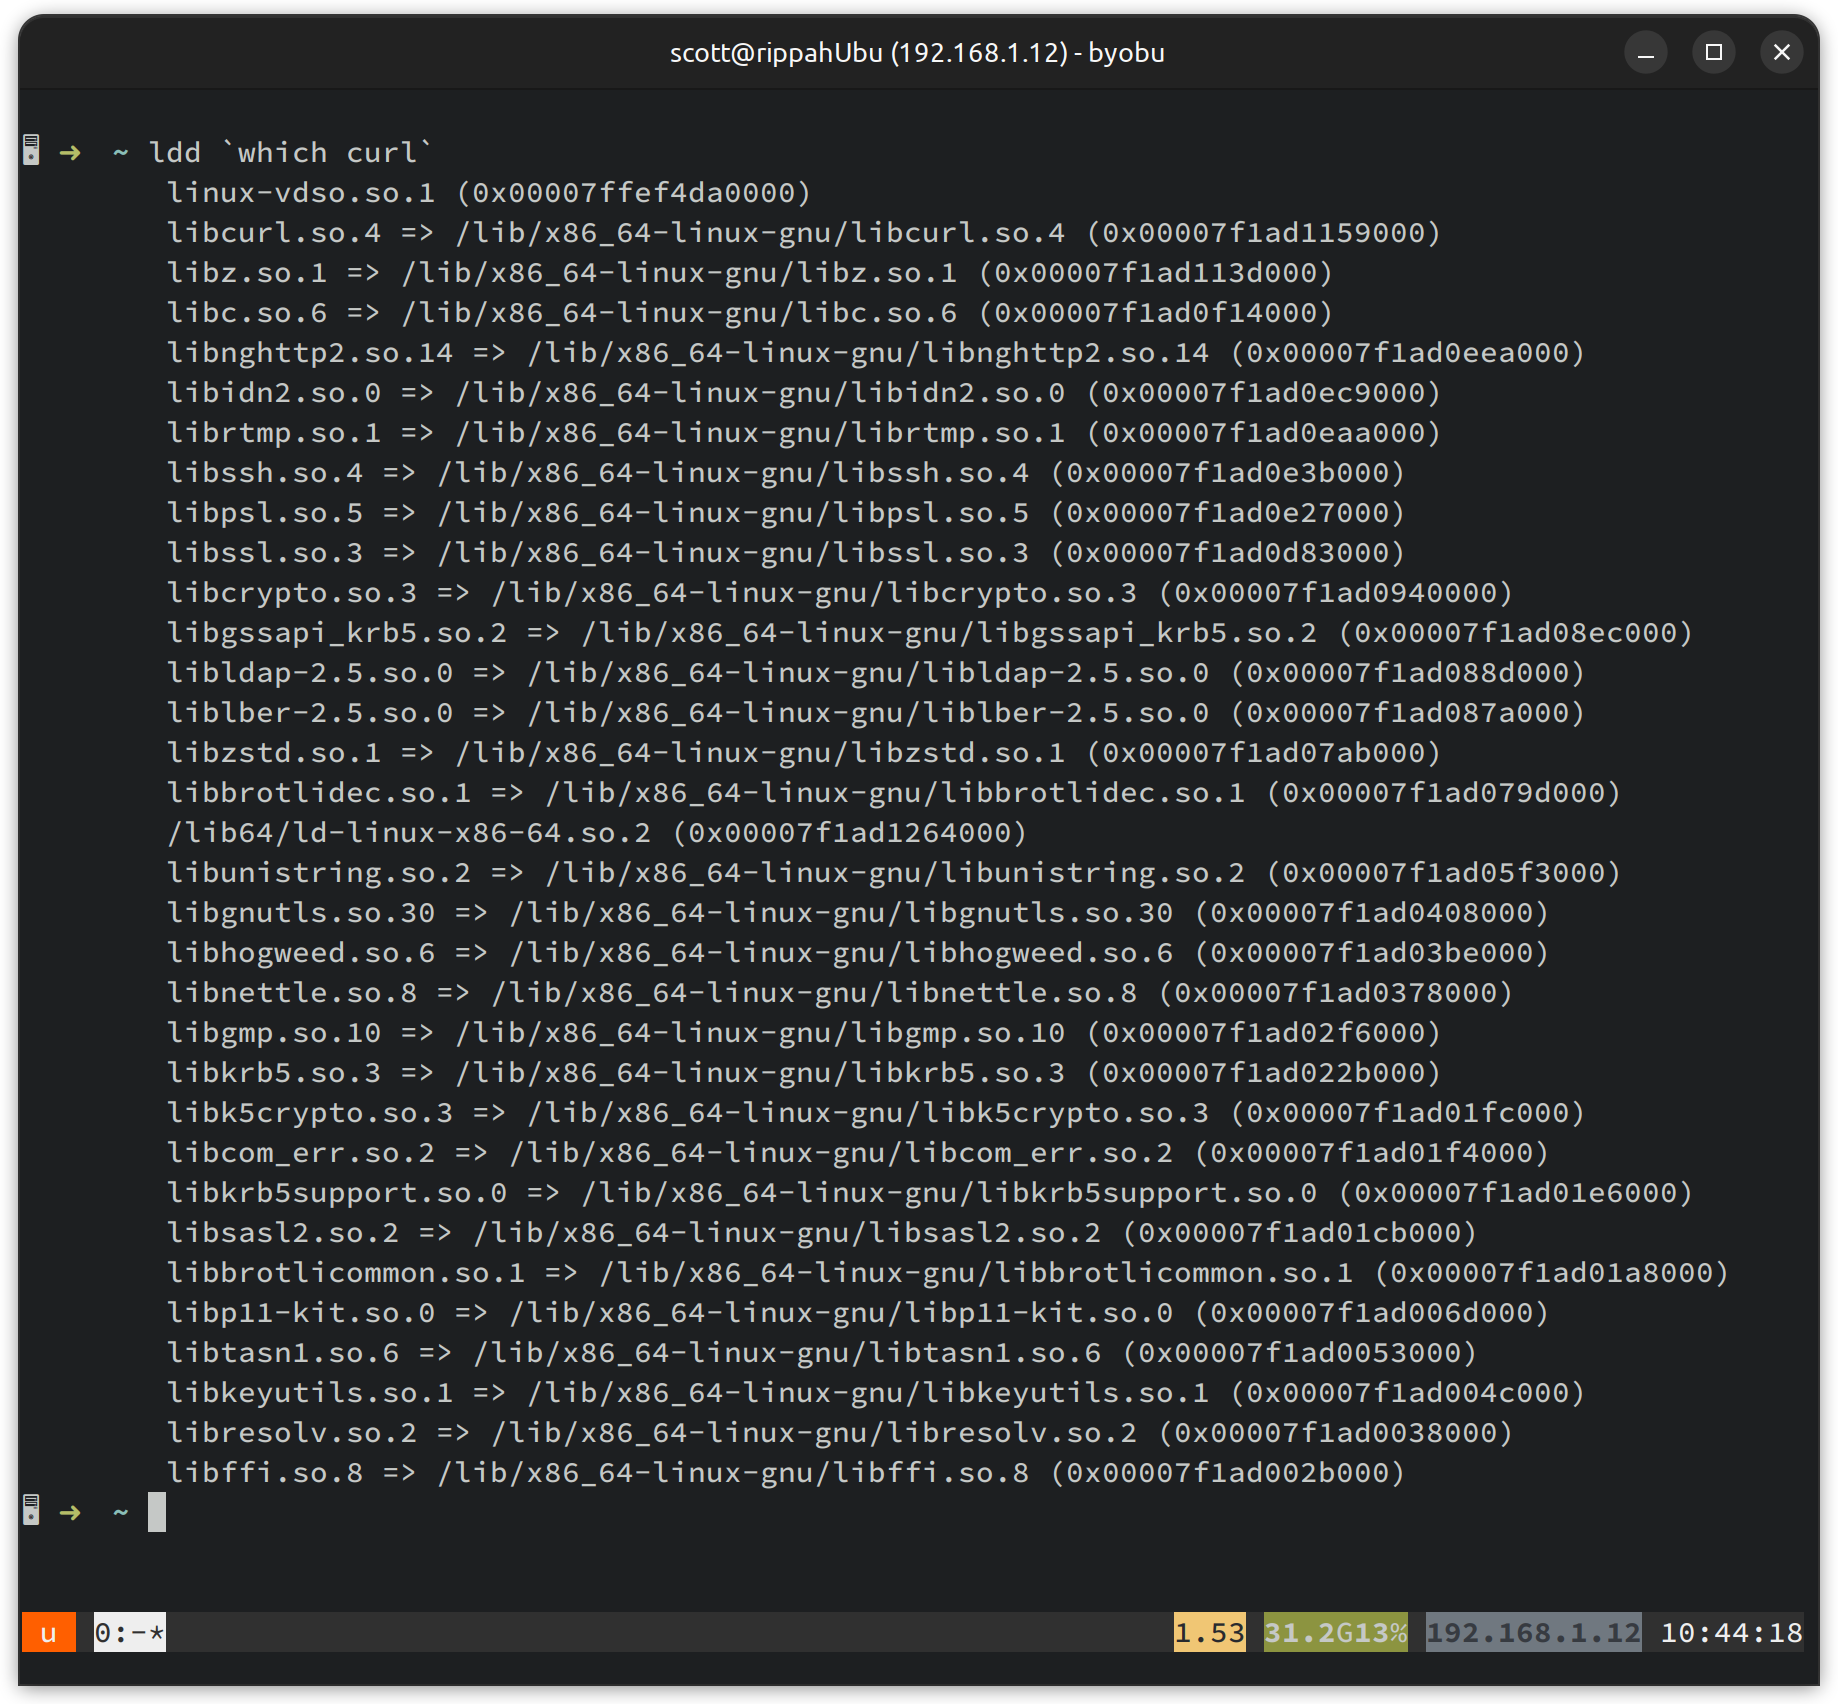 scott@rippahUbu (192.168.1.12) - byobu
➜ ~ ldd `which curl`
linux-vdso.so.1 (0x00007ffef4da0000)
libcurl.so.4 => /lib/x86_64-linux-gnu/libcurl.so.4 (0x00007f1ad1159000)
libz.so.1 => /lib/x86_64-linux-gnu/libz.so.1 (0x00007f1ad113d000)
libc.so.6 => /lib/x86_64-linux-gnu/libc.so.6 (0x00007f1ad0f14000)
libnghttp2.so.14 => /lib/x86_64-linux-gnu/libnghttp2.so.14 (0x00007f1ad0eea000)
libidn2.so.0 => /lib/x86_64-linux-gnu/libidn2.so.0 (0x00007f1ad0ec9000)
librtmp.so.1 => /lib/x86_64-linux-gnu/librtmp.so.1 (0x00007f1ad0eaa000)
libssh.so.4 => /lib/x86_64-linux-gnu/libssh.so.4 (0x00007f1ad0e3b000)
libpsl.so.5 => /lib/x86_64-linux-gnu/libpsl.so.5 (0x00007f1ad0e27000)
libssl.so.3 => /lib/x86_64-linux-gnu/libssl.so.3 (0x00007f1ad0d83000)
libcrypto.so.3 => /lib/x86_64-linux-gnu/libcrypto.so.3 (0x00007f1ad0940000)
libgssapi_krb5.so.2 => /lib/x86_64-linux-gnu/libgssapi_krb5.so.2 (0x00007f1ad08ec000)
libldap-2.5.so.0 => /lib/x86_64-linux-gnu/libldap-2.5.so.0 (0x00007f1ad088d000)
liblber-2.5.so.0 => /lib/x86_64-linux-gnu/liblber-2.5.so.0 (0x00007f1ad087a000)
libzstd.so.1 => /lib/x86_64-linux-gnu/libzstd.so.1 (0x00007f1ad07ab000)
libbrotlidec.so.1 => /lib/x86_64-linux-gnu/libbrotlidec.so.1 (0x00007f1ad079d000)
/lib64/ld-linux-x86-64.so.2 (0x00007f1ad1264000)
libunistring.so.2 => /lib/x86_64-linux-gnu/libunistring.so.2 (0x00007f1ad05f3000)
libgnutls.so.30 => /lib/x86_64-linux-gnu/libgnutls.so.30 (0x00007f1ad0408000)
libhogweed.so.6 => /lib/x86_64-linux-gnu/libhogweed.so.6 (0x00007f1ad03be000)
libnettle.so.8 => /lib/x86_64-linux-gnu/libnettle.so.8 (0x00007f1ad0378000)
libgmp.so.10 => /lib/x86_64-linux-gnu/libgmp.so.10 (0x00007f1ad02f6000)
libkrb5.so.3 => /lib/x86_64-linux-gnu/libkrb5.so.3 (0x00007f1ad022b000)
libk5crypto.so.3 => /lib/x86_64-linux-gnu/libk5crypto.so.3 (0x00007f1ad01fc000)
libcom_err.so.2 => /lib/x86_64-linux-gnu/libcom_err.so.2 (0x00007f1ad01f4000)
libkrb5support.so.0 => /lib/x86_64-linux-gnu/libkrb5support.so.0 (0x00007f1ad01e6000)
libsasl2.so.2 => /lib/x86_64-linux-gnu/libsasl2.so.2 (0x00007f1ad01cb000)
libbrotlicommon.so.1 => /lib/x86_64-linux-gnu/libbrotlicommon.so.1 (0x00007f1ad01a8000)
libp11-kit.so.0 => /lib/x86_64-linux-gnu/libp11-kit.so.0 (0x00007f1ad006d000)
libtasn1.so.6 => /lib/x86_64-linux-gnu/libtasn1.so.6 (0x00007f1ad0053000)
libkeyutils.so.1 => /lib/x86_64-linux-gnu/libkeyutils.so.1 (0x00007f1ad004c000)
libresolv.so.2 => /lib/x86_64-linux-gnu/libresolv.so.2 (0x00007f1ad0038000)
libffi.so.8 => /lib/x86_64-linux-gnu/libffi.so.8 (0x00007f1ad002b000)
➜ ~
u 0:-* 1.53 31.2G13% 192.168.1.12 10:44:18